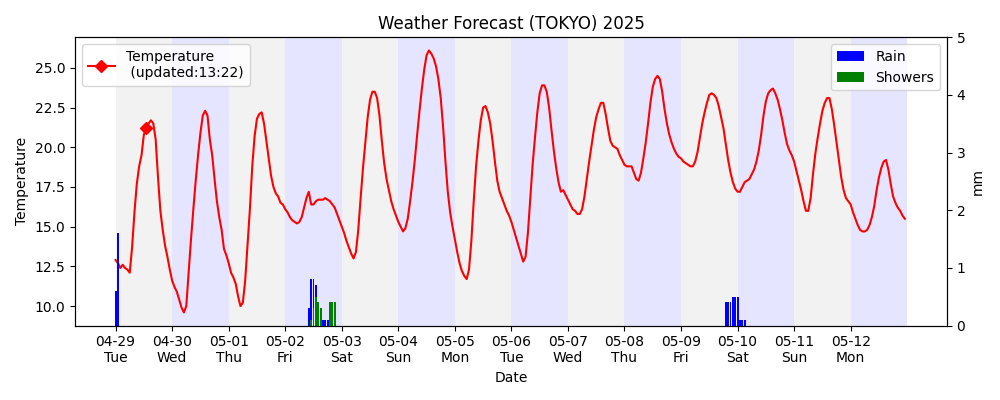 Weather Forecast (TOKYO) 2025
Temperature
(updated:13:22)
Rain
Showers
Temperature
25.0
22.5
20.0
17.5
15.0
12.5
10.0
5
4
3
2
1
0
mm
04-29 04-30 05-01 05-02 05-03 05-04 05-05 05-06 05-07 05-08 05-09 05-10 05-11 05-12
Tue Wed Thu Fri Sat Sun Mon Tue Wed Thu Fri Sat Sun Mon
Date